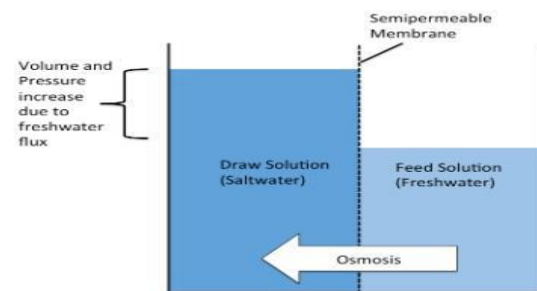 Semipermeable
Membrane
Volume and
Pressure
increase
due to
freshwater
flux
Draw Solution
(Saltwater)
Feed Solution
(Freshwater)
Osmosis